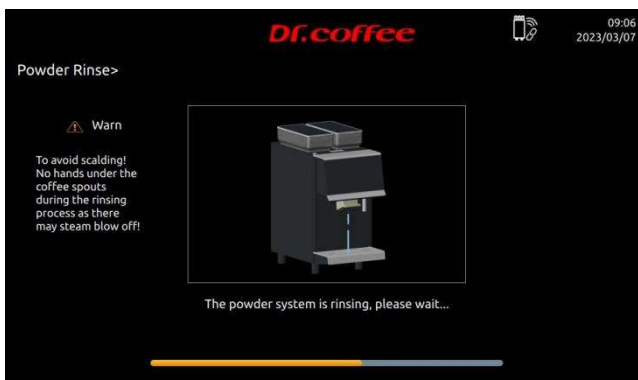 Dr.coffee
09:06
2023/03/07
Powder Rinse>
Warn
To avoid scalding!
No hands under the
coffee spouts
during the rinsing
process as there
may steam blow off!
The powder system is rinsing, please wait...